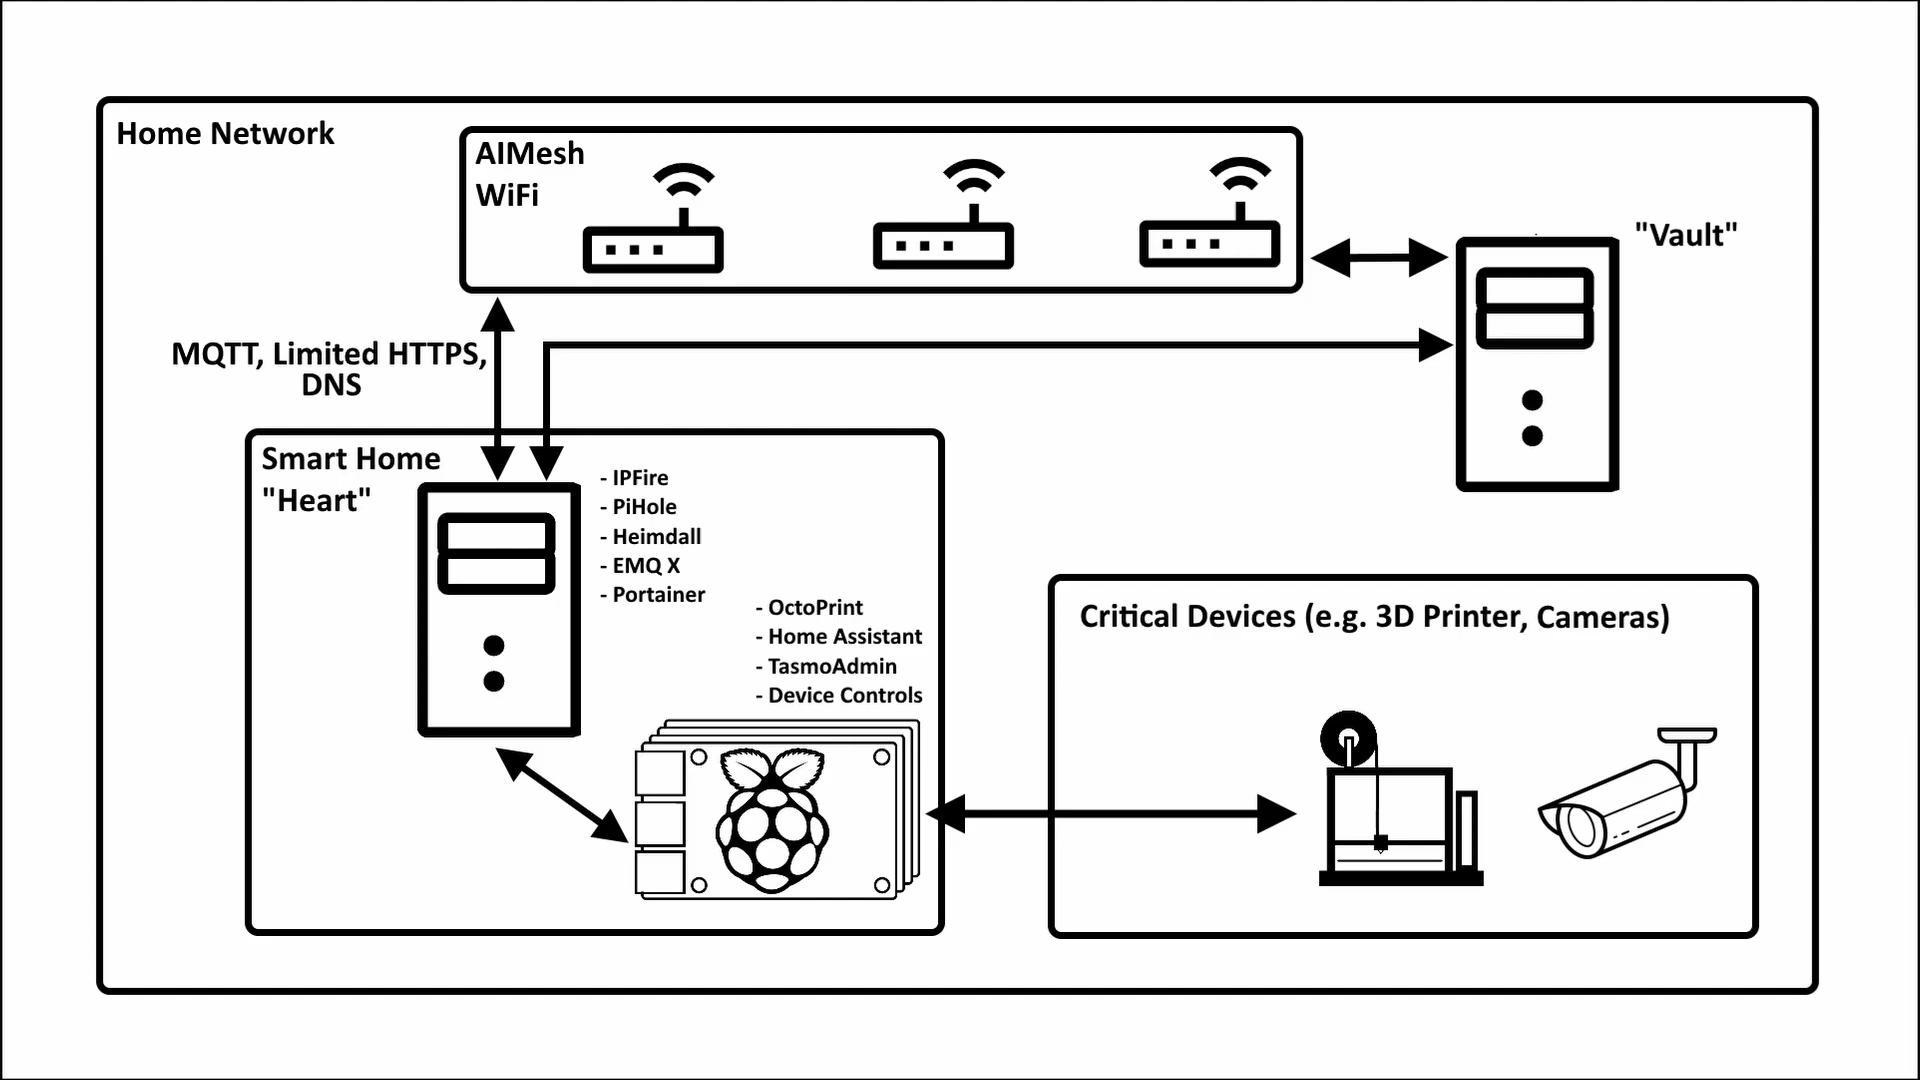 Home Network
AIMesh
WiFi
"Vault"
MQTT, Limited HTTPS,
DNS
Smart Home
"Heart"
- IPFire
- PiHole
- Heimdall
- EMQ X
- Portainer
- OctoPrint
- Home Assistant
- TasmoAdmin
- Device Controls
Critical Devices (e.g. 3D Printer, Cameras)